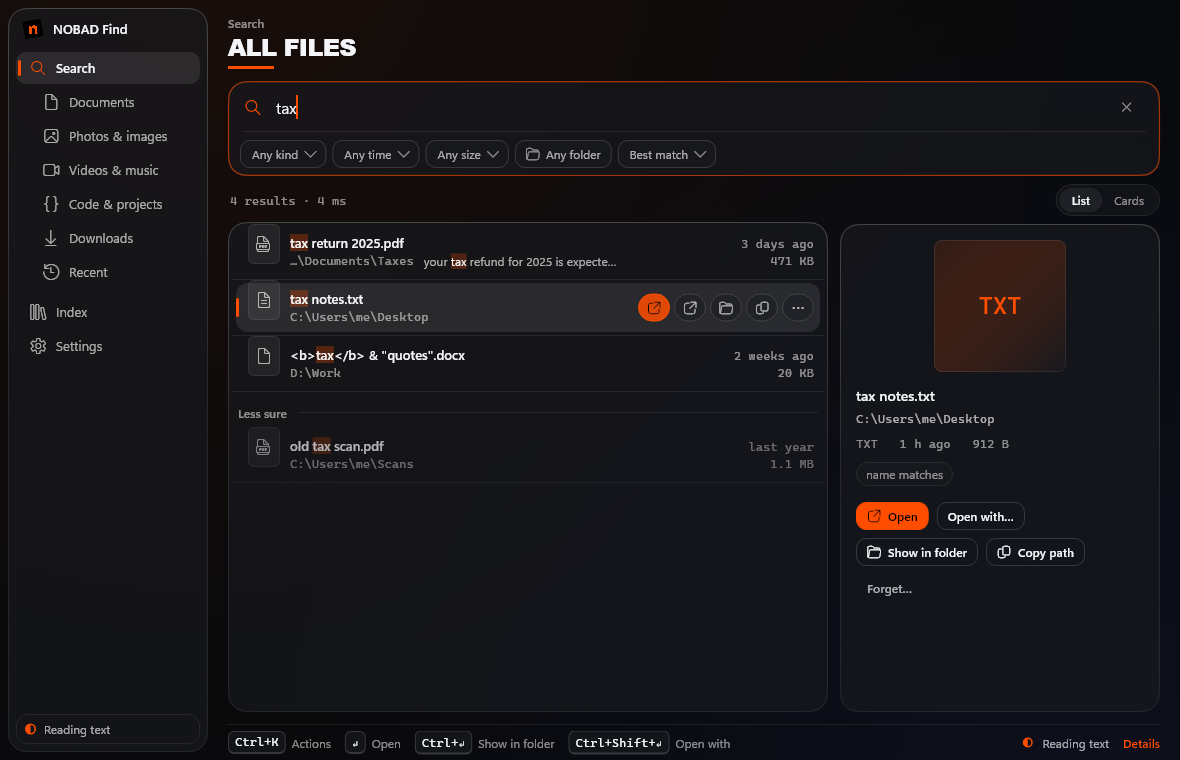 NOBAD Find
Search
Documents
Photos & images
Videos & music
Code & projects
Downloads
Recent
Index
Settings
Reading text
Search
ALL FILES
tax
Any kind
Any time
Any size
Any folder
Best match
4 results · 4 ms
List
Cards
tax return 2025.pdf
3 days ago
…\Documents\Taxes your tax refund for 2025 is expecte…
471 KB
tax notes.txt
C:\Users\me\Desktop
<b>tax</b> & "quotes".docx
2 weeks ago
D:\Work
20 KB
Less sure
old tax scan.pdf
last year
C:\Users\me\Scans
1.1 MB
TXT
tax notes.txt
C:\Users\me\Desktop
TXT 1 h ago 912 B
name matches
Open
Open with...
Show in folder
Copy path
Forget...
Ctrl+K Actions
↲ Open
Ctrl+↲ Show in folder
Ctrl+Shift+↲ Open with
Reading text
Details